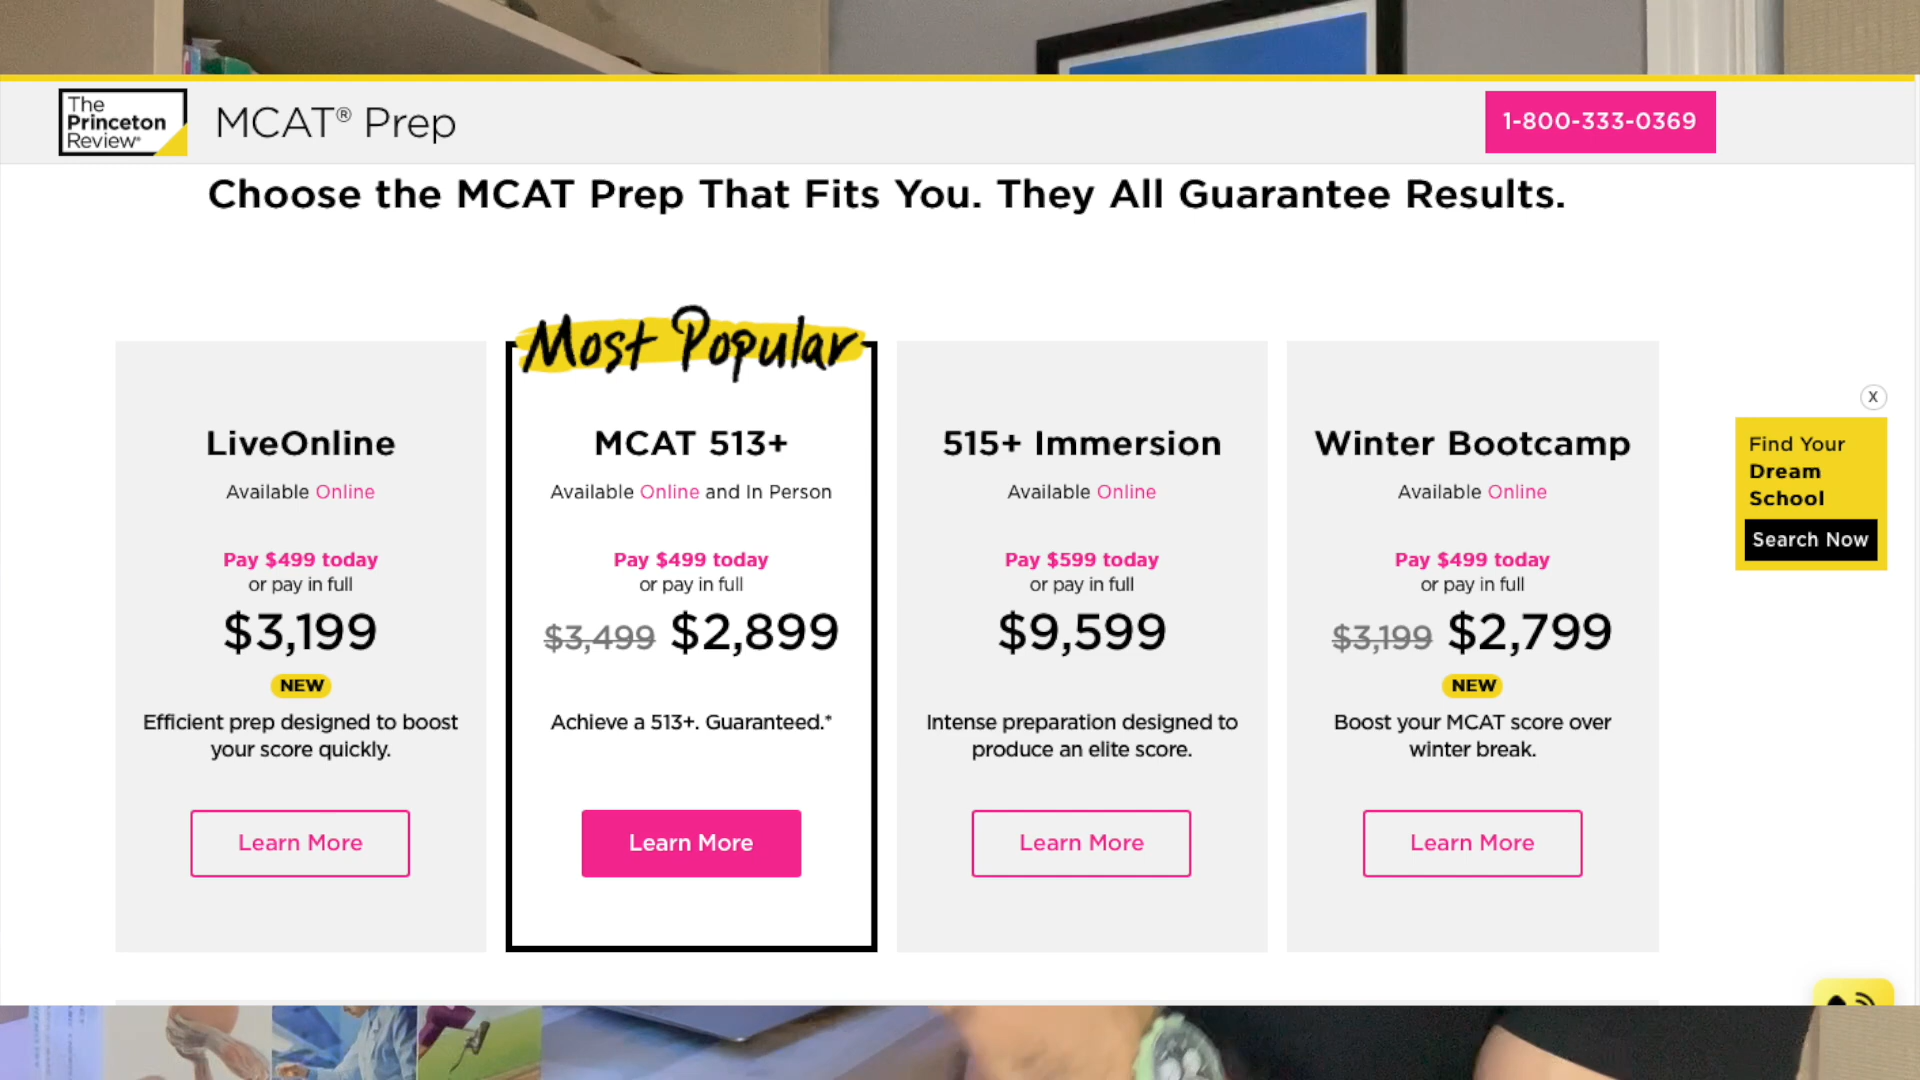 The
Princeton
Review®
MCAT® Prep
1-800-333-0369
Choose the MCAT Prep That Fits You. They All Guarantee Results.
Most Popular
LiveOnline
Available Online
Pay $499 today
or pay in full
$3,199
NEW
Efficient prep designed to boost
your score quickly.
Learn More
MCAT 513+
Available Online and In Person
Pay $499 today
or pay in full
$3,499 $2,899
Achieve a 513+. Guaranteed.*
Learn More
515+ Immersion
Available Online
Pay $599 today
or pay in full
$9,599
Intense preparation designed to
produce an elite score.
Learn More
Winter Bootcamp
Available Online
Pay $499 today
or pay in full
$3,199 $2,799
NEW
Boost your MCAT score over
winter break.
Learn More
X
Find Your
Dream
School
Search Now